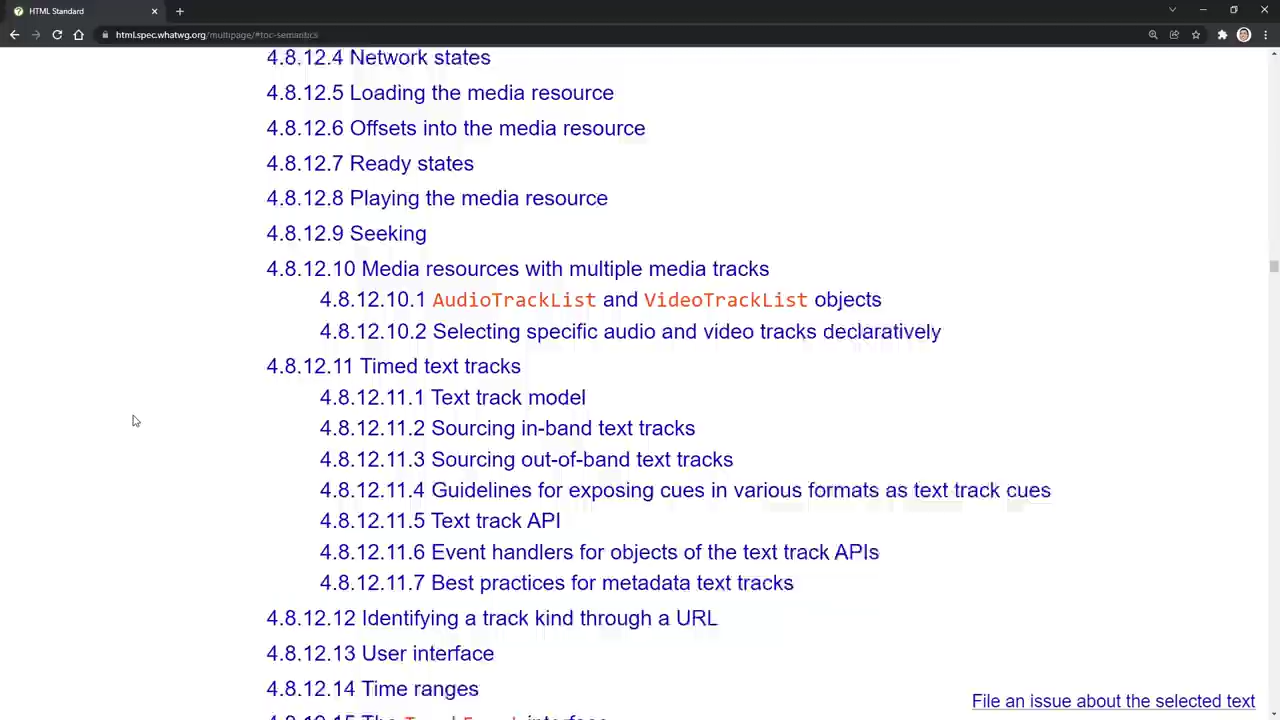 HTML Standard
html.spec.whatwg.org/multipage/#toc-semantics
4.8.12.4 Network states
4.8.12.5 Loading the media resource
4.8.12.6 Offsets into the media resource
4.8.12.7 Ready states
4.8.12.8 Playing the media resource
4.8.12.9 Seeking
4.8.12.10 Media resources with multiple media tracks
4.8.12.10.1 AudioTrackList and VideoTrackList objects
4.8.12.10.2 Selecting specific audio and video tracks declaratively
4.8.12.11 Timed text tracks
4.8.12.11.1 Text track model
4.8.12.11.2 Sourcing in-band text tracks
4.8.12.11.3 Sourcing out-of-band text tracks
4.8.12.11.4 Guidelines for exposing cues in various formats as text track cues
4.8.12.11.5 Text track API
4.8.12.11.6 Event handlers for objects of the text track APIs
4.8.12.11.7 Best practices for metadata text tracks
4.8.12.12 Identifying a track kind through a URL
4.8.12.13 User interface
4.8.12.14 Time ranges
File an issue about the selected text
4.8.12.15 The TrackEvent interface